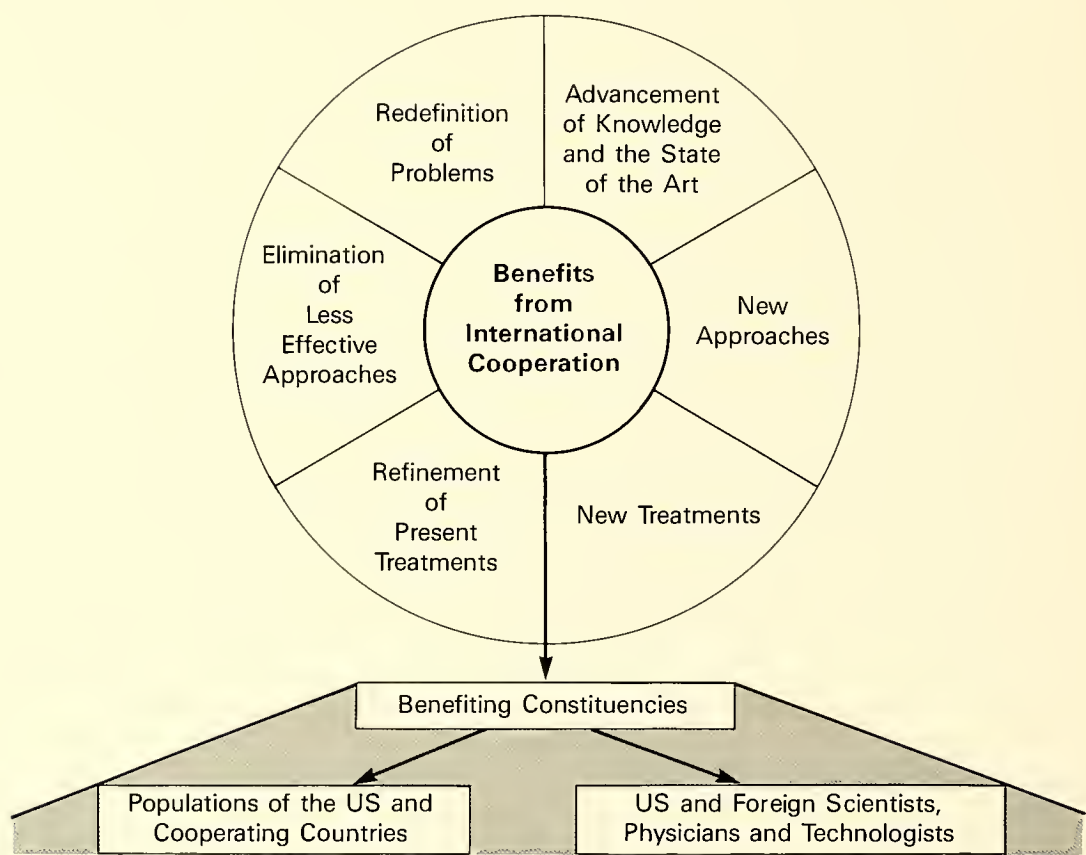 Redefinition
of
Problems
Advancement
of Knowledge
and the State
of the Art
Elimination
of
Less
Effective
Approaches
Benefits
from
International
Cooperation
New
Approaches
Refinement
of
Present
Treatments
New Treatments
Benefiting Constituencies
Populations of the US and
Cooperating Countries
US and Foreign Scientists,
Physicians and Technologists